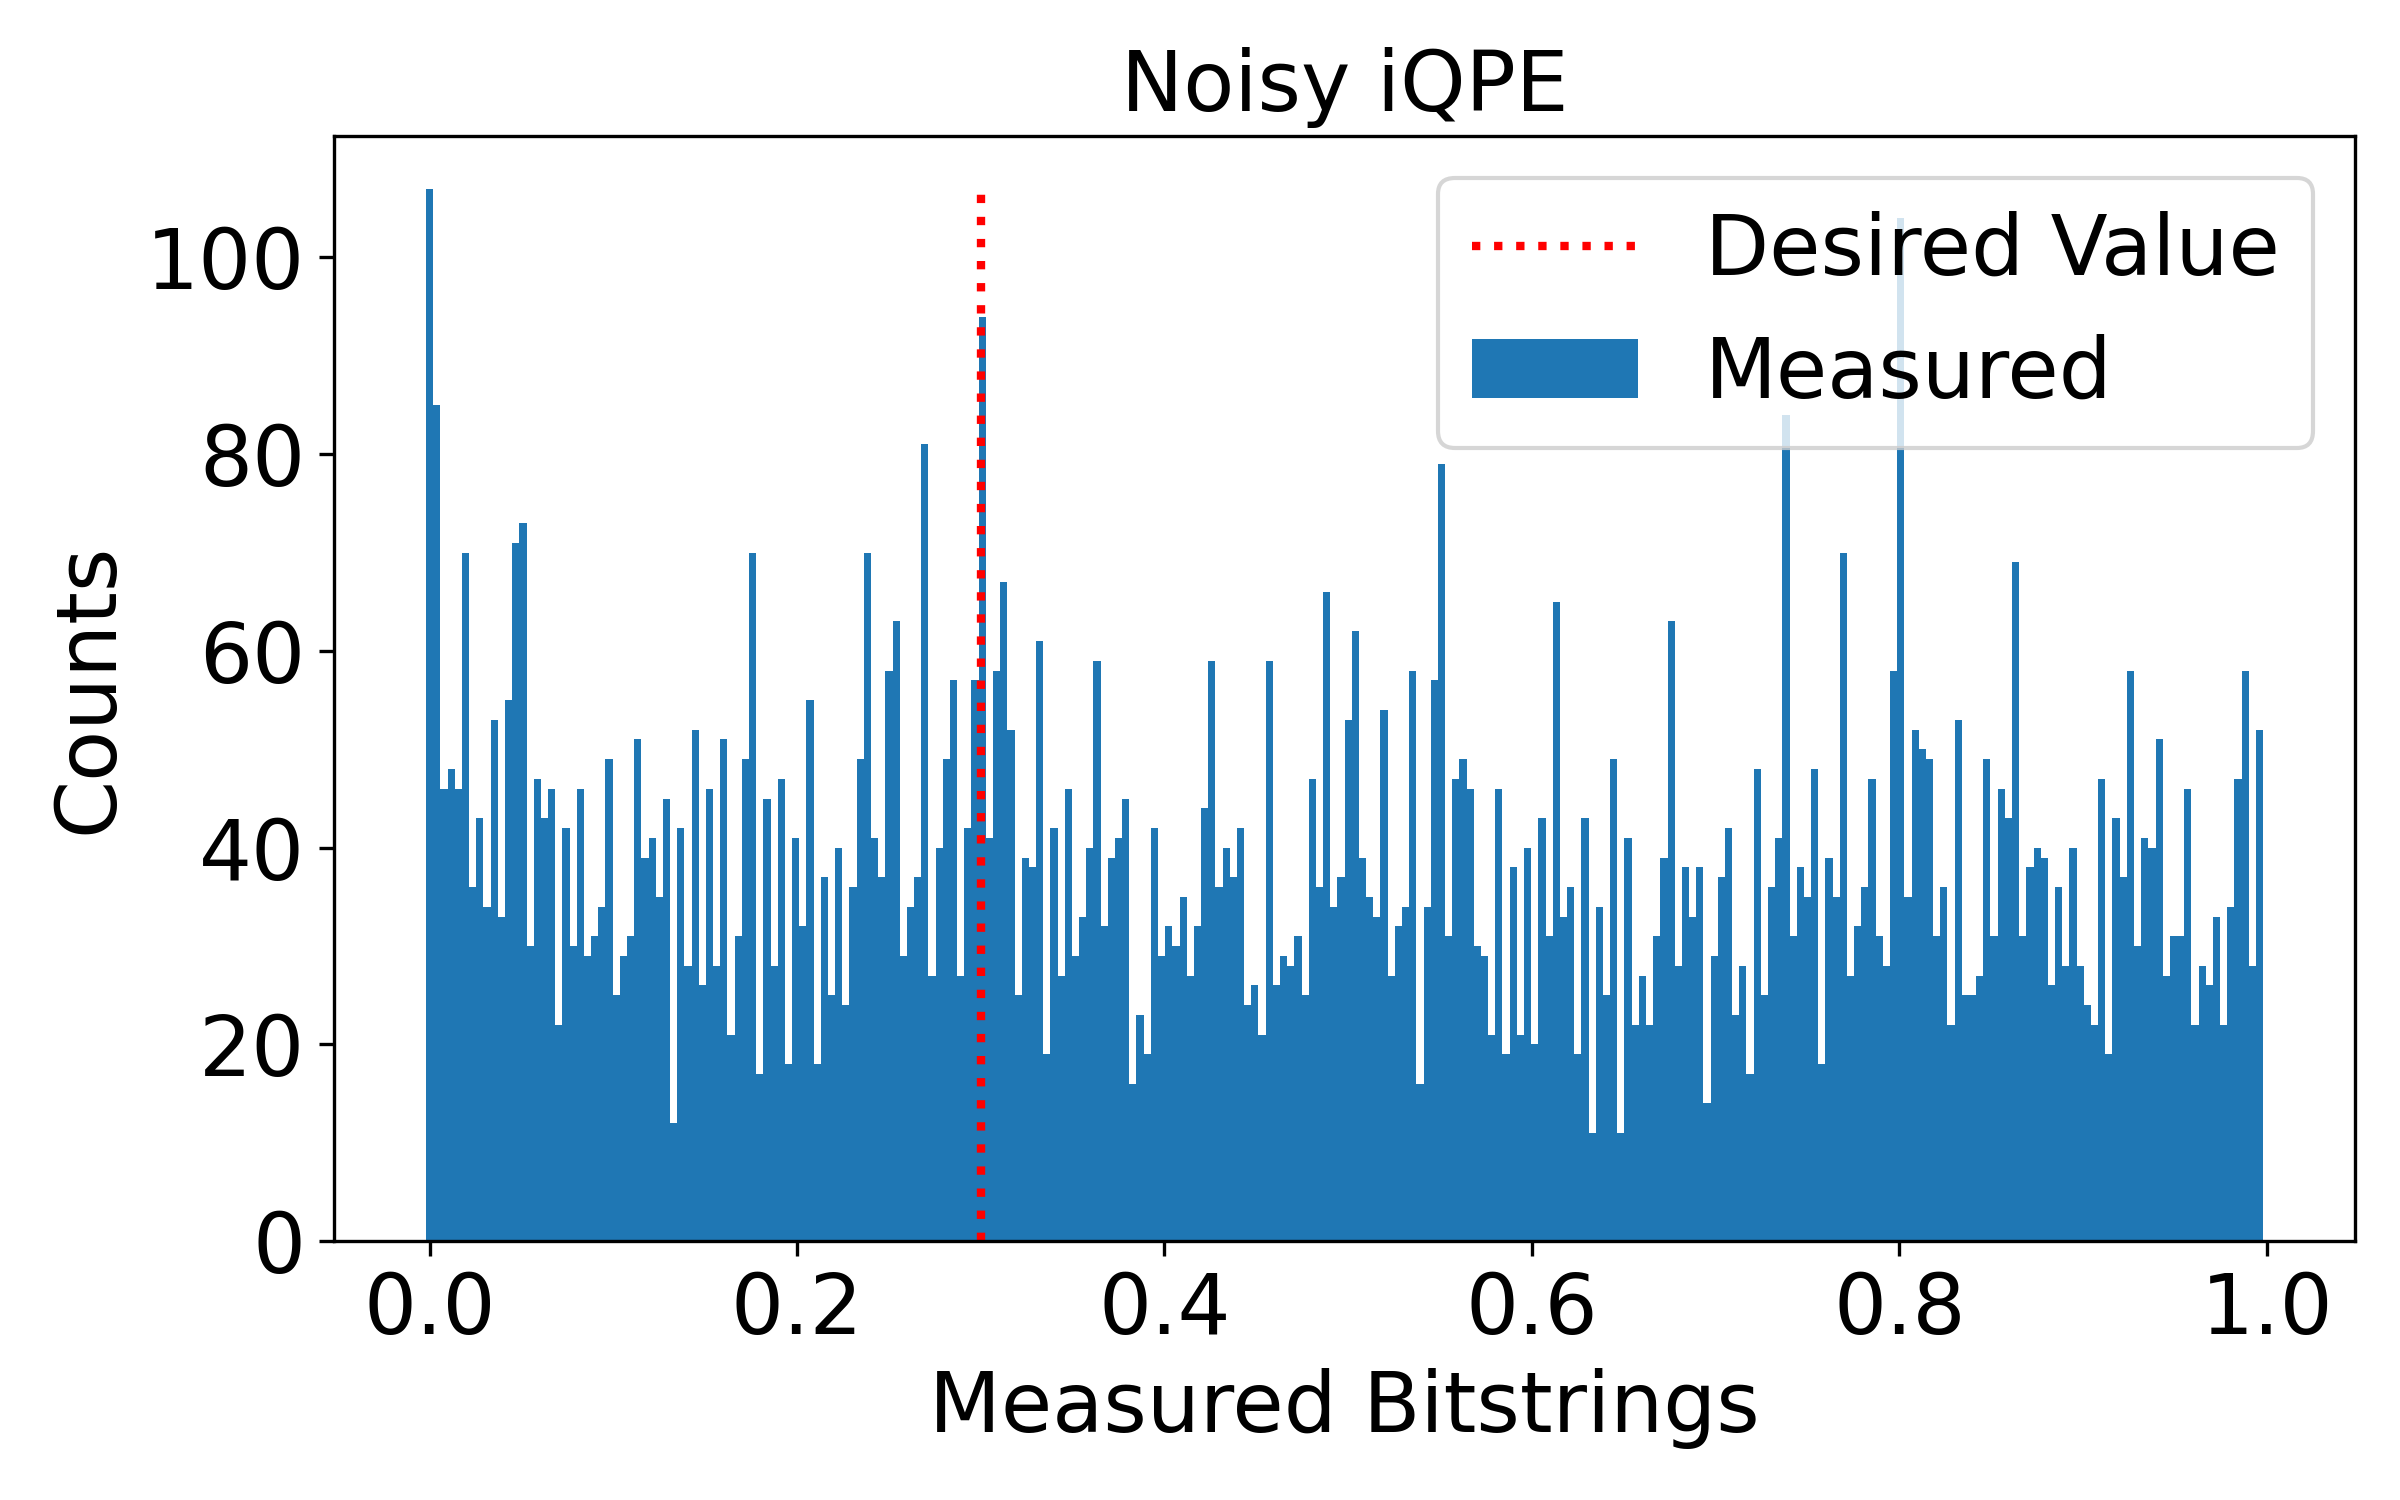 Noisy iQPE
Desired Value
Measured
Counts
100
80
60
40
20
0
0.0 0.2 0.4 0.6 0.8 1.0
Measured Bitstrings